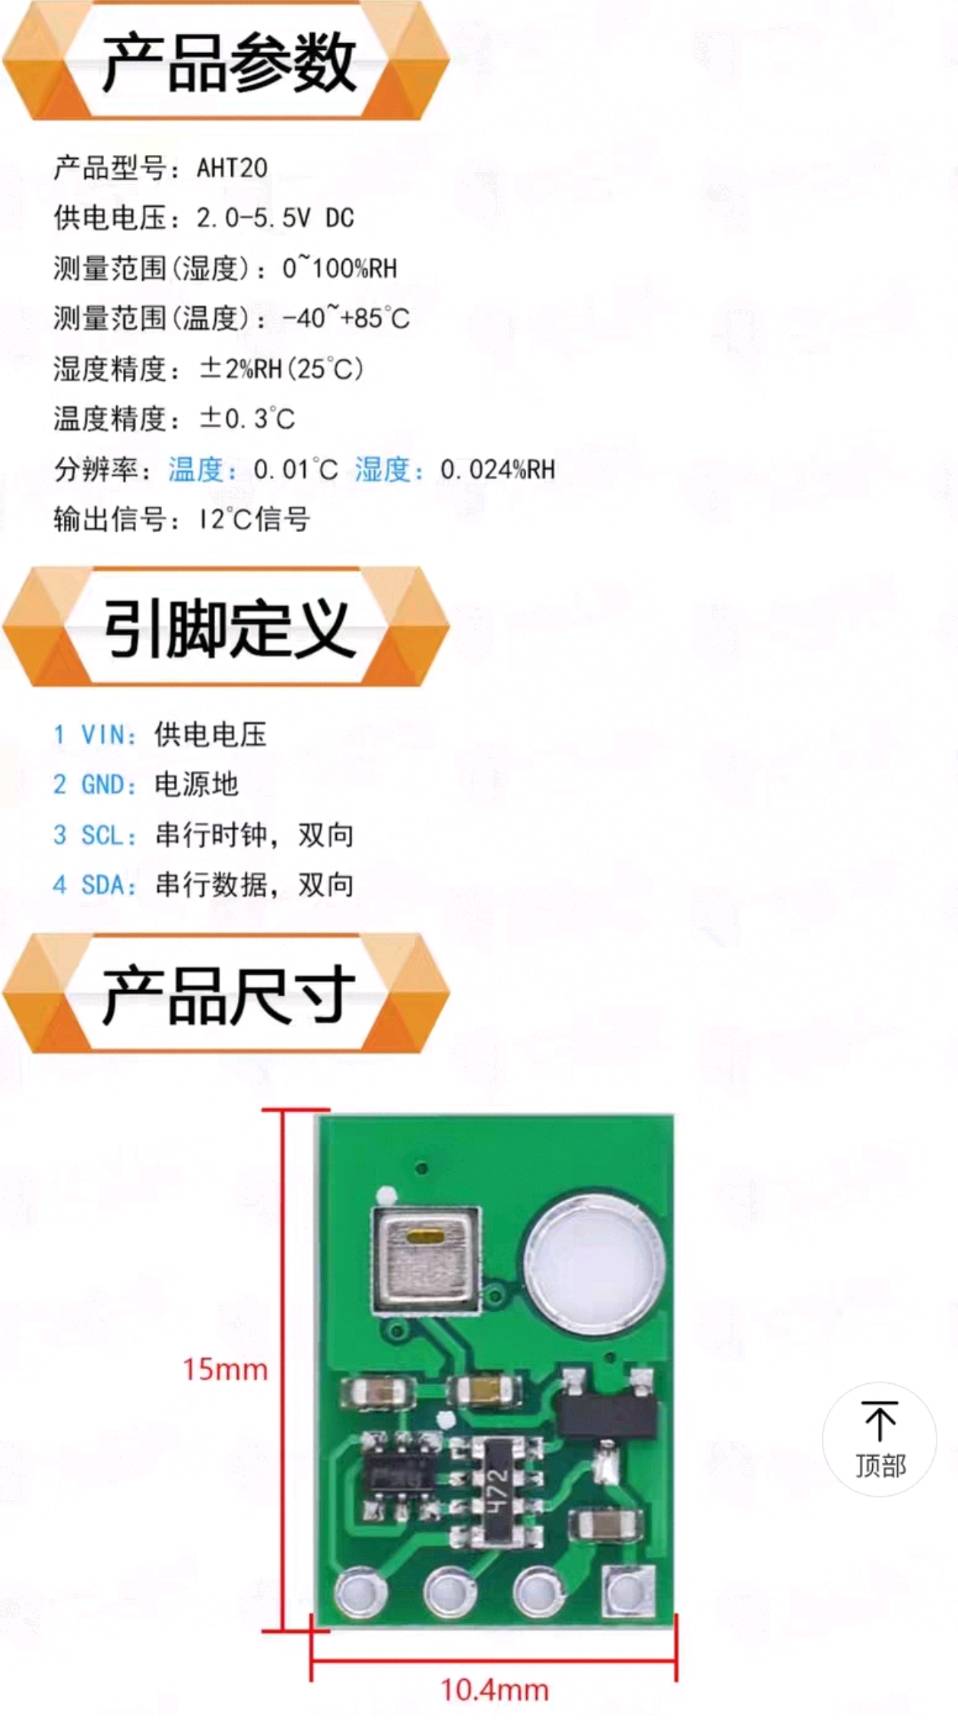 产品参数
产品型号：AHT20
供电电压：2.0-5.5V DC
测量范围(湿度)：0~100%RH
测量范围(温度)：-40~+85℃
湿度精度：±2%RH(25℃)
温度精度：±0.3℃
分辨率：温度：0.01℃ 湿度：0.024%RH
输出信号：I2℃信号
引脚定义
1 VIN：供电电压
2 GND：电源地
3 SCL：串行时钟，双向
4 SDA：串行数据，双向
产品尺寸
15mm
顶部
472
10.4mm